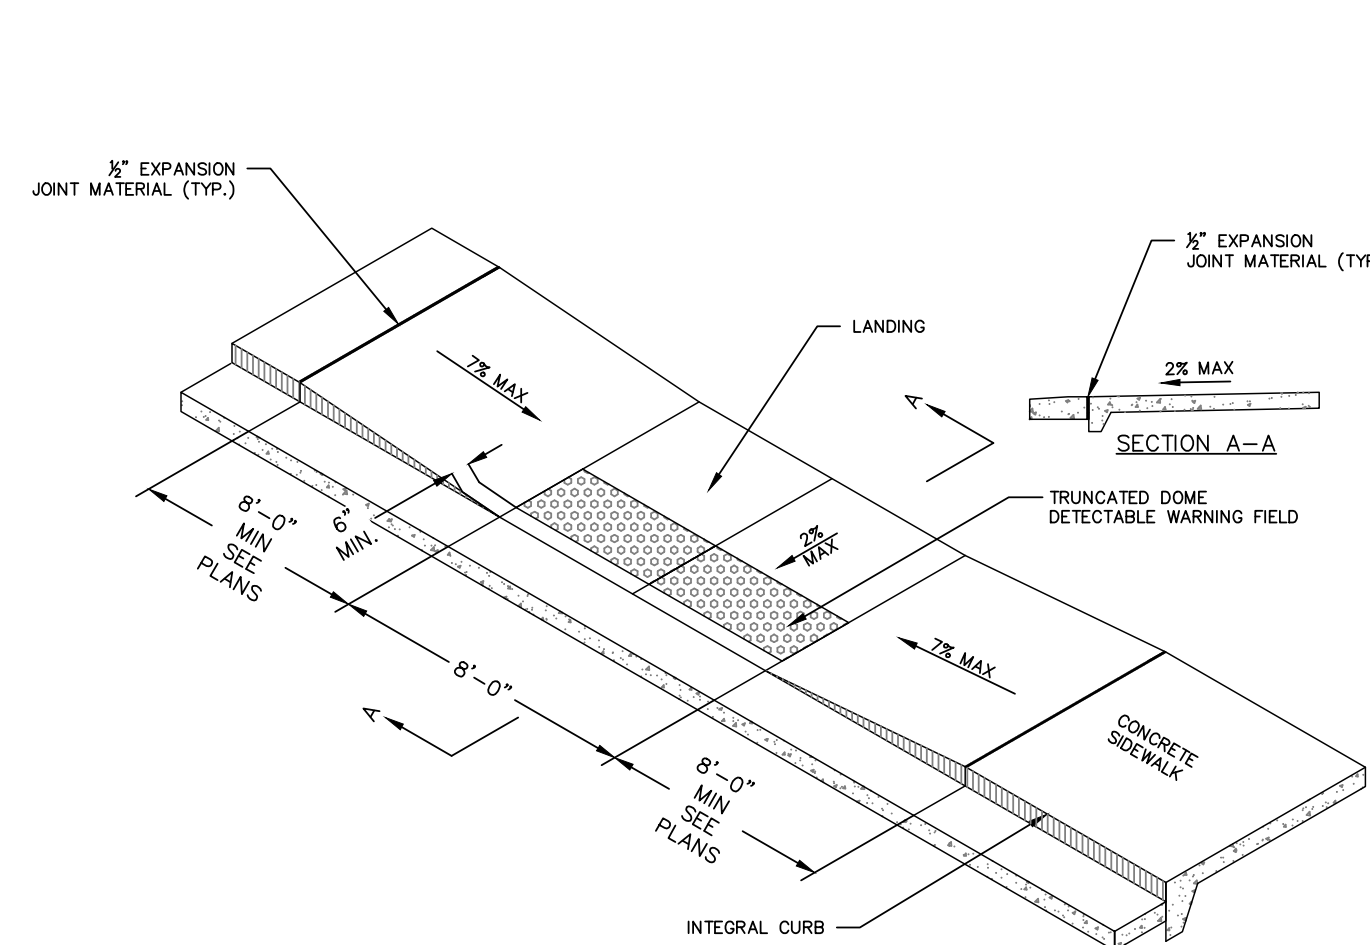 ½" EXPANSION
JOINT MATERIAL (TYP.)
½" EXPANSION
JOINT MATERIAL (TYP
LANDING
7% MAX
2% MAX
A
SECTION A-A
TRUNCATED DOME
DETECTABLE WARNING FIELD
8'-0"
MIN
SEE
PLANS
6"
MIN.
2%
MAX
7% MAX
8'-0"
A
CONCRETE
SIDEWALK
8'-0"
MIN
SEE
PLANS
INTEGRAL CURB